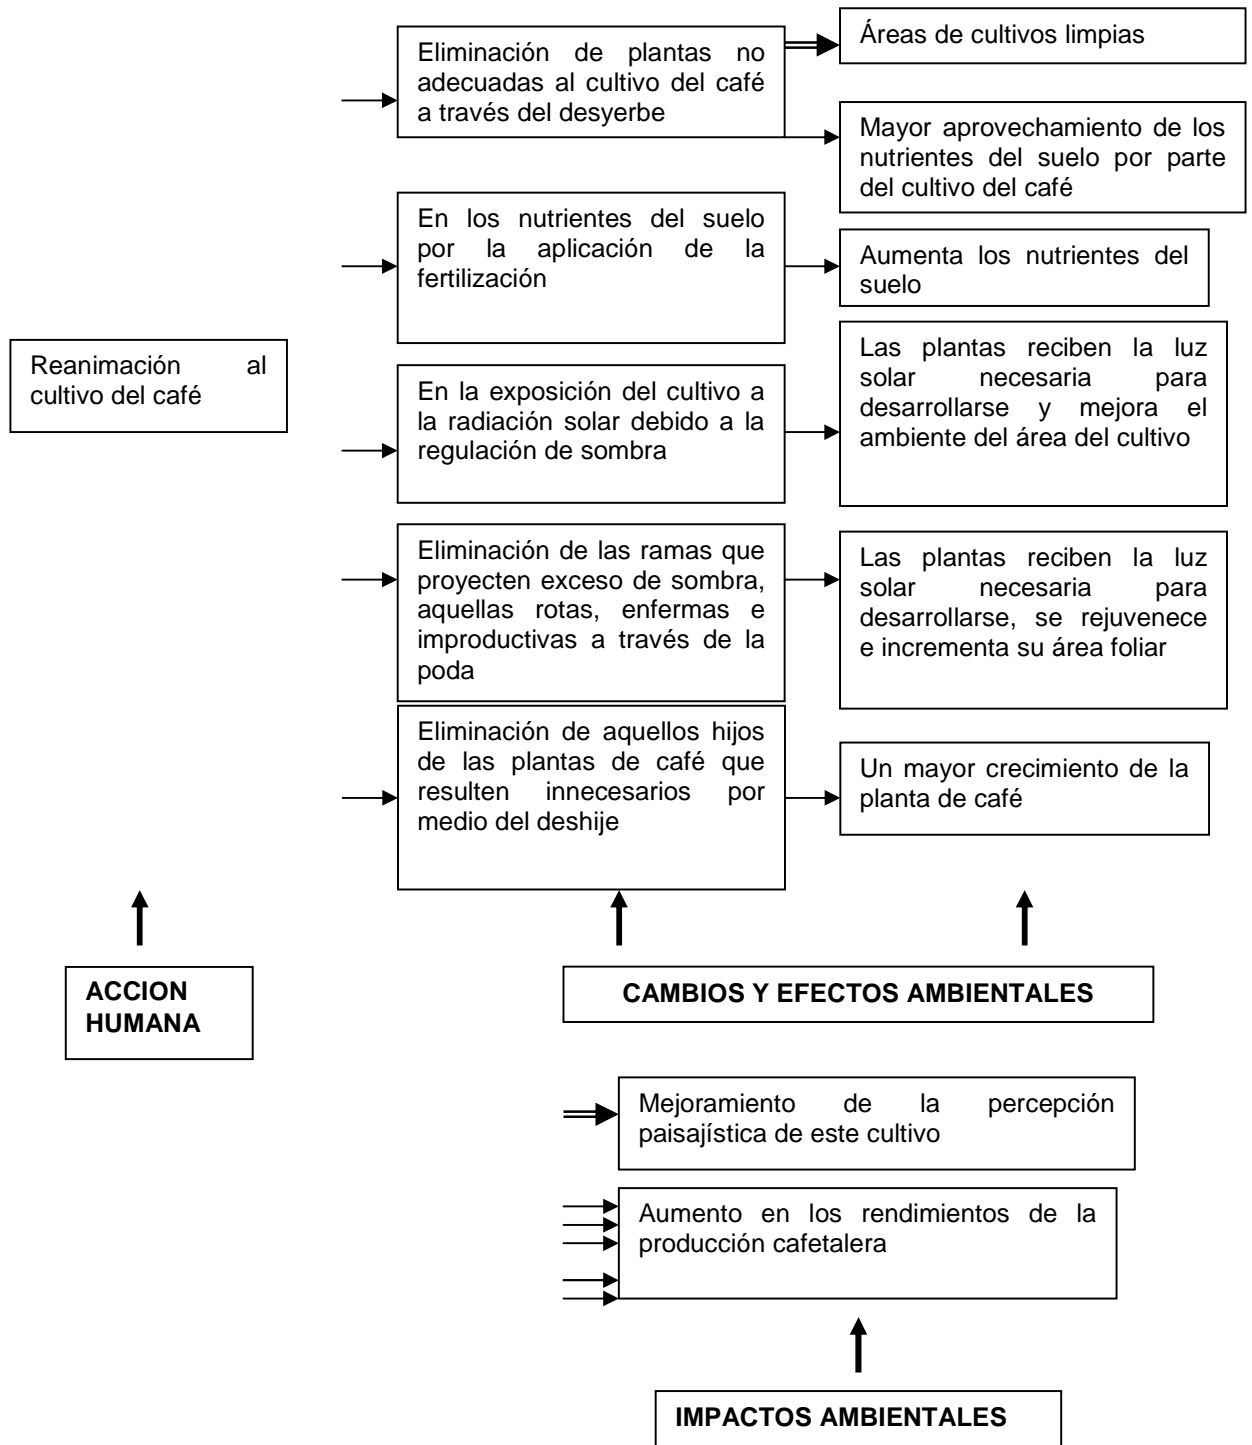 Eliminación de plantas no
adecuadas al cultivo del café
a través del desyerbe
Áreas de cultivos limpias
Mayor aprovechamiento de los
nutrientes del suelo por parte
del cultivo del café
En los nutrientes del suelo
por la aplicación de la
fertilización
Aumenta los nutrientes del
suelo
Reanimación al
cultivo del café
En la exposición del cultivo a
la radiación solar debido a la
regulación de sombra
Las plantas reciben la luz
solar necesaria para
desarrollarse y mejora el
ambiente del área del cultivo
Eliminación de las ramas que
proyecten exceso de sombra,
aquellas rotas, enfermas e
improductivas a través de la
poda
Las plantas reciben la luz
solar necesaria para
desarrollarse, se rejuvenece
e incrementa su área foliar
Eliminación de aquellos hijos
de las plantas de café que
resulten innecesarios por
medio del deshije
Un mayor crecimiento de la
planta de café
ACCION
HUMANA
CAMBIOS Y EFECTOS AMBIENTALES
Mejoramiento de la percepción
paisajística de este cultivo
Aumento en los rendimientos de la
producción cafetalera
IMPACTOS AMBIENTALES